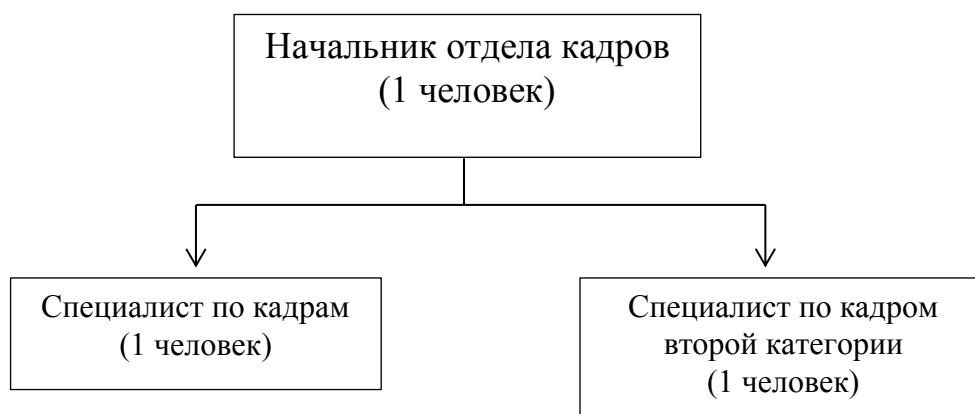 Начальник отдела кадров
(1 человек)
Специалист по кадрам
(1 человек)
Специалист по кадром
второй категории
(1 человек)